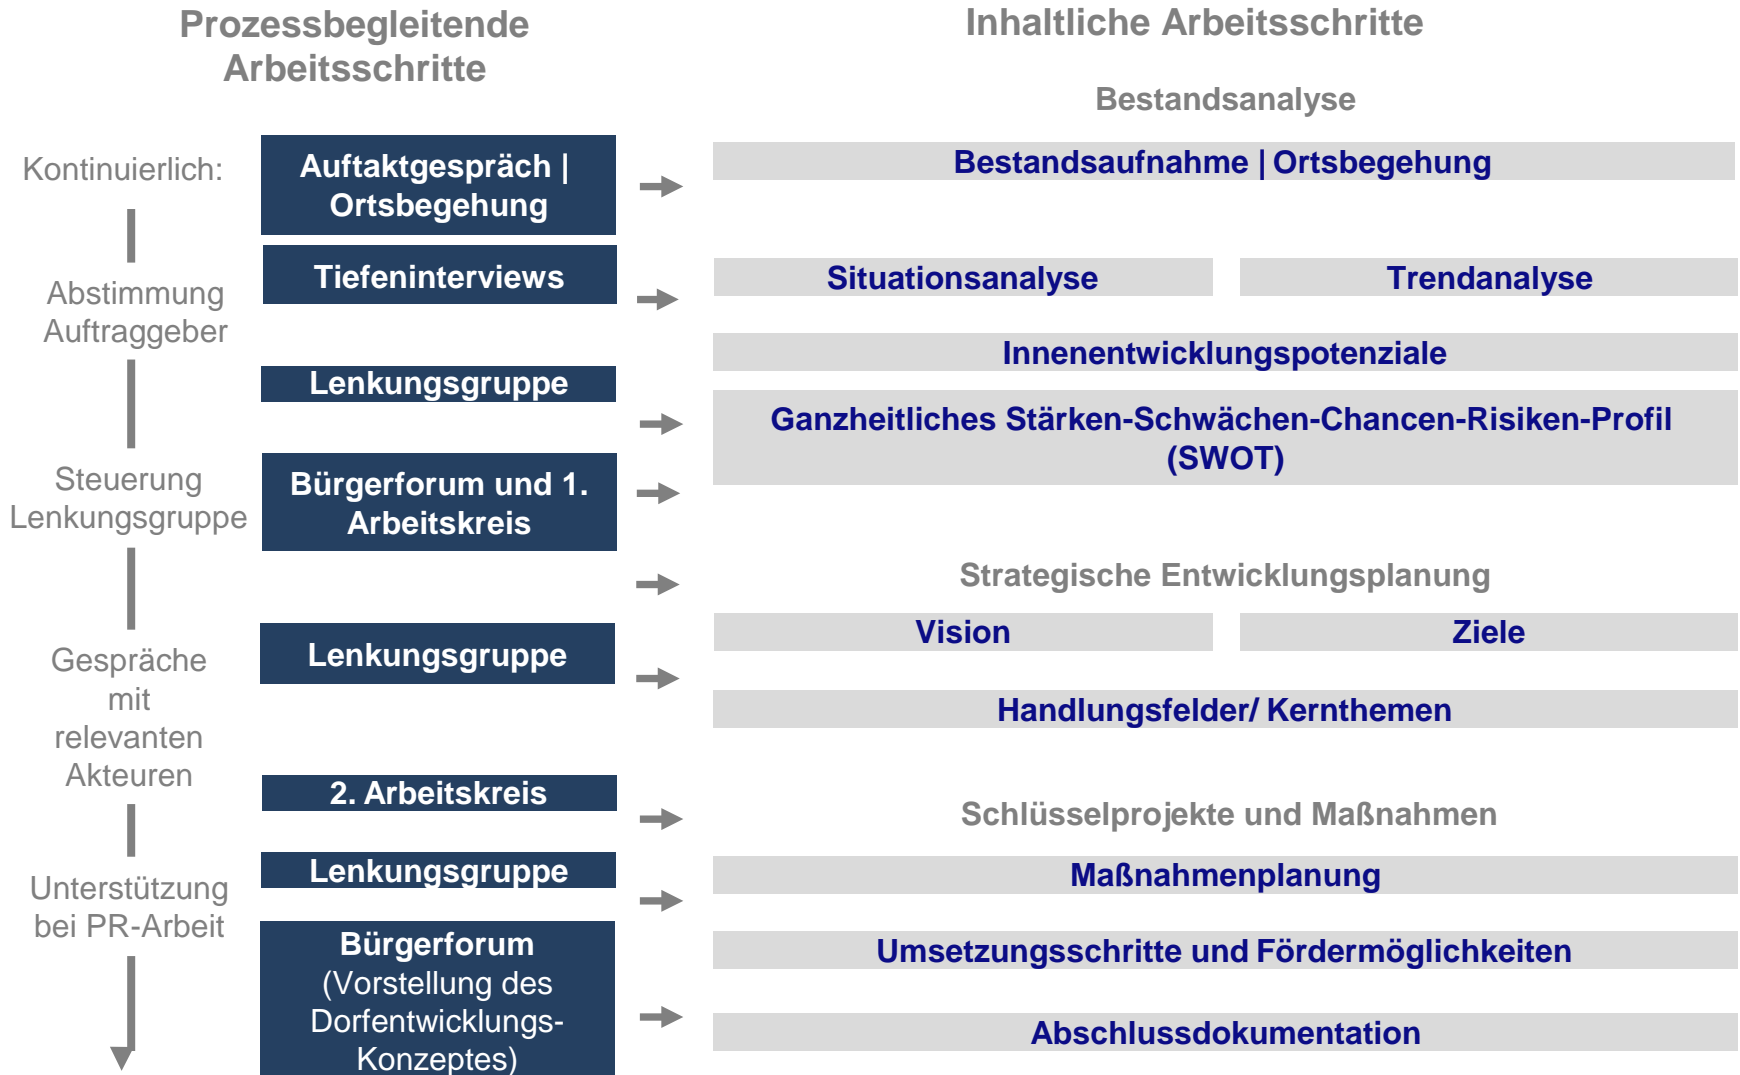 Prozessbegleitende
Arbeitsschritte
Kontinuierlich:
Abstimmung
Auftraggeber
Steuerung
Lenkungsgruppe
Gespräche
mit
relevanten
Akteuren
Unterstützung
bei PR-Arbeit
Auftaktgespräch |
Ortsbegehung
Tiefeninterviews
Lenkungsgruppe
Bürgerforum und 1.
Arbeitskreis
Lenkungsgruppe
2. Arbeitskreis
Lenkungsgruppe
Bürgerforum
(Vorstellung des
Dorfentwicklungs-
Konzeptes)
Inhaltliche Arbeitsschritte
Bestandsanalyse
Bestandsaufnahme | Ortsbegehung
Situationsanalyse
Trendanalyse
Innenentwicklungspotenziale
Ganzheitliches Stärken-Schwächen-Chancen-Risiken-Profil
(SWOT)
Strategische Entwicklungsplanung
Vision
Ziele
Handlungsfelder/ Kernthemen
Schlüsselprojekte und Maßnahmen
Maßnahmenplanung
Umsetzungsschritte und Fördermöglichkeiten
Abschlussdokumentation